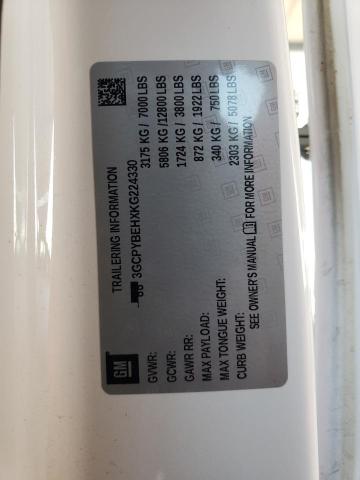 GM
TRAILERING INFORMATION
3GCPYBEHXKG224330
GVWR: 3175 KG / 7000 LBS
GCWR: 5806 KG /12800 LBS
GAWR RR: 1724 KG / 3800 LBS
MAX PAYLOAD: 872 KG / 1922 LBS
MAX TONGUE WEIGHT: 340 KG / 750 LBS
CURB WEIGHT: 2303 KG / 5078 LBS
SEE OWNER'S MANUAL FOR MORE INFORMATION